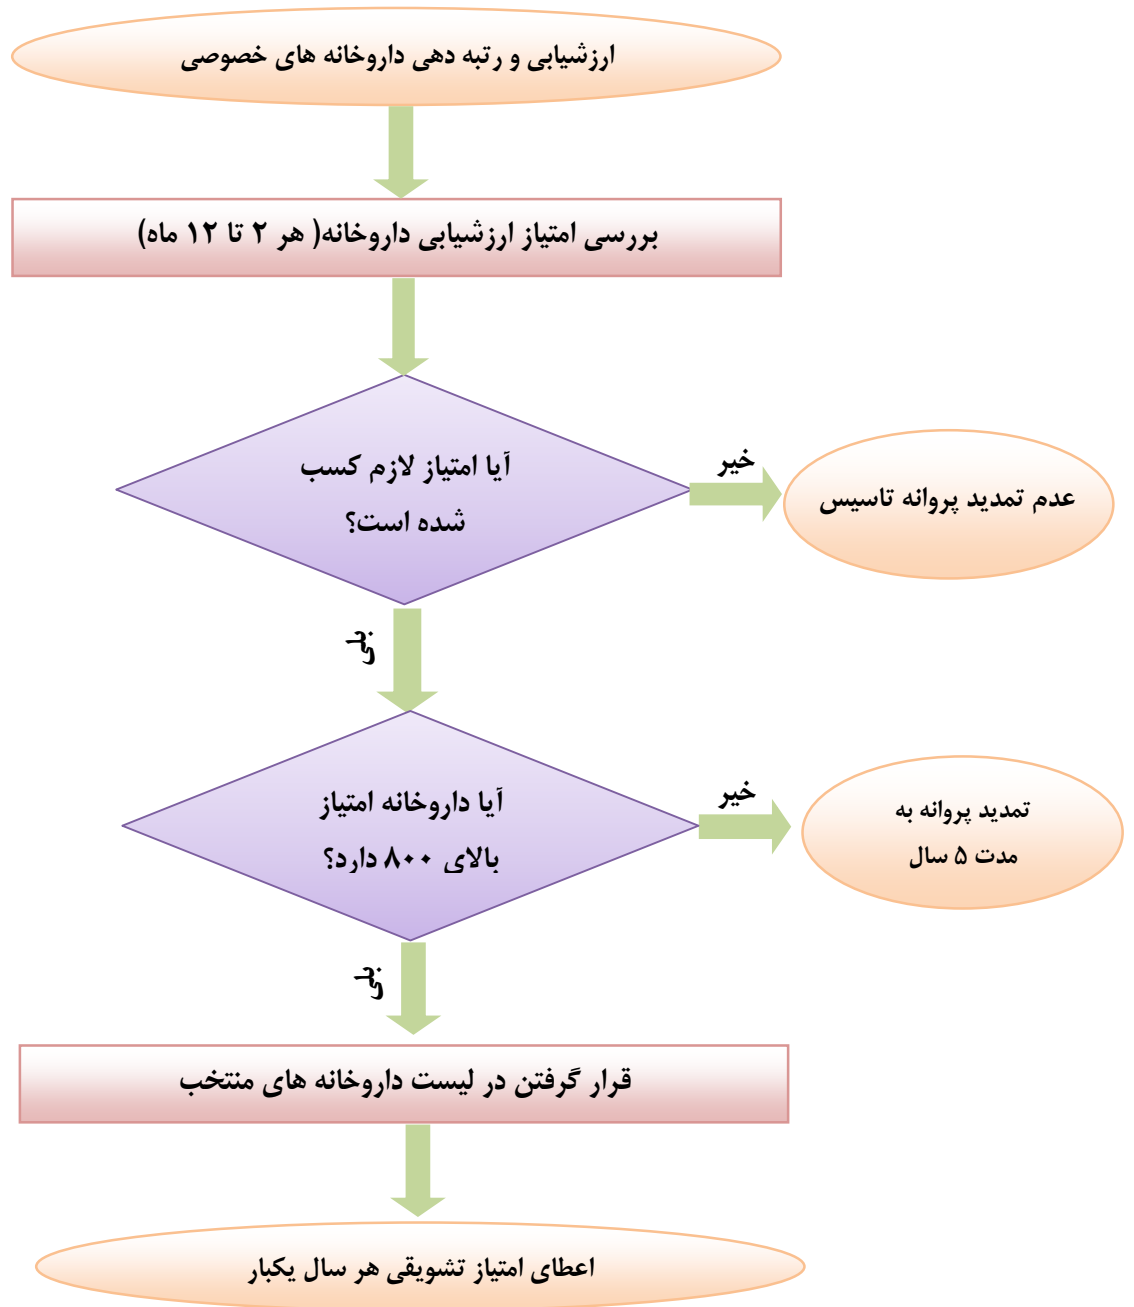 ارزشیابی و رتبه دهی داروخانه های خصوصی
بررسی امتیاز ارزشیابی داروخانه( هر ۲ تا ۱۲ ماه)
آیا امتیاز لازم کسب
شده است؟
خیر
عدم تمدید پروانه تاسیس
بلی
آیا داروخانه امتیاز
بالای ۸۰۰ دارد؟
خیر
تمدید پروانه به
مدت ۵ سال
بلی
قرار گرفتن در لیست داروخانه های منتخب
اعطای امتیاز تشویقی هر سال یکبار